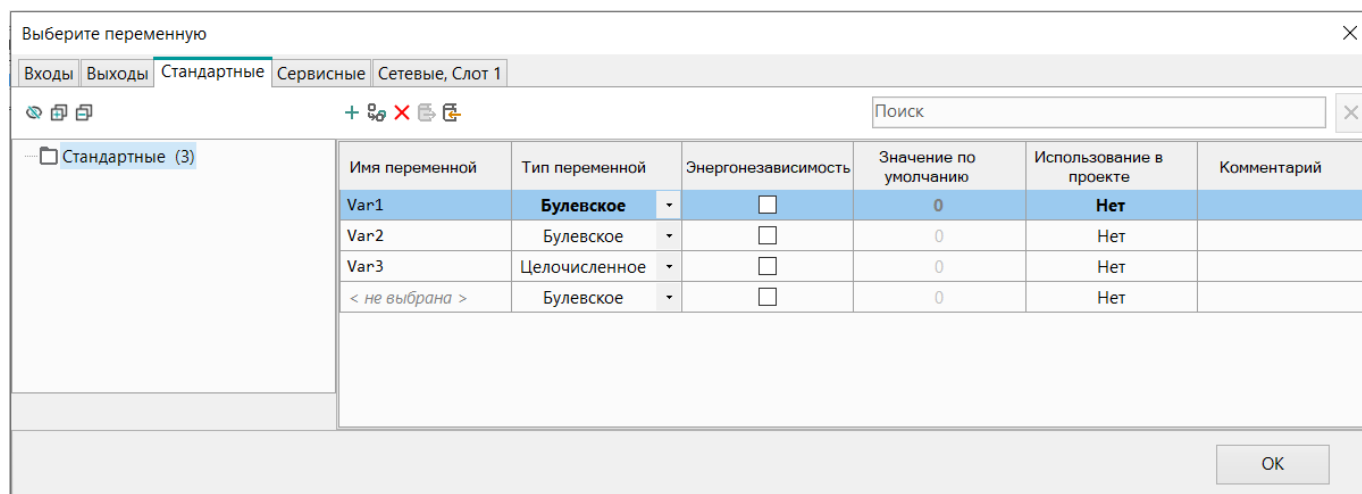 Выберите переменную
Входы Выходы Стандартные Сервисные Сетевые, Слот 1
Поиск
Стандартные (3)
Имя переменной Тип переменной Энергонезависимость Значение по умолчанию Использование в проекте Комментарий
Var1 Булевское 0 Нет
Var2 Булевское 0 Нет
Var3 Целочисленное 0 Нет
< не выбрана > Булевское 0 Нет
OK